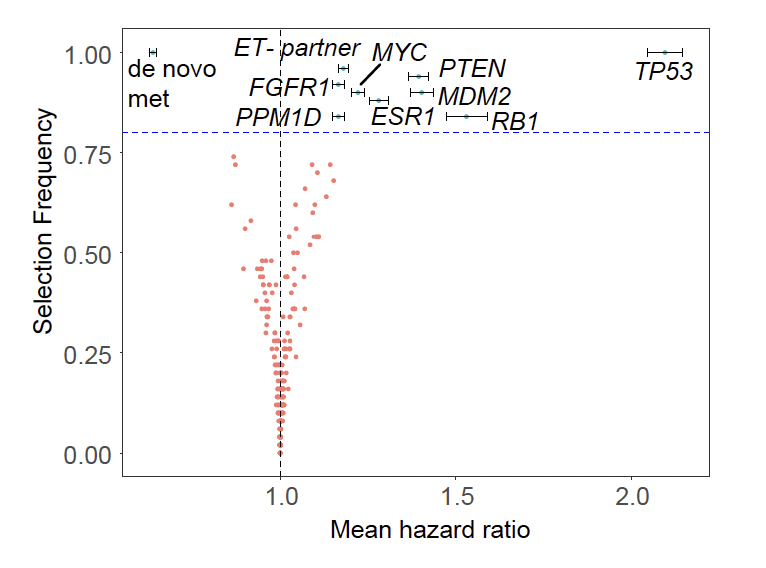 1.00
0.75
0.50
0.25
0.00
Selection Frequency
ET- partner
MYC
de novo
met
FGFR1
PPM1D
ESR1
PTEN
MDM2
RB1
TP53
1.0
1.5
2.0
Mean hazard ratio